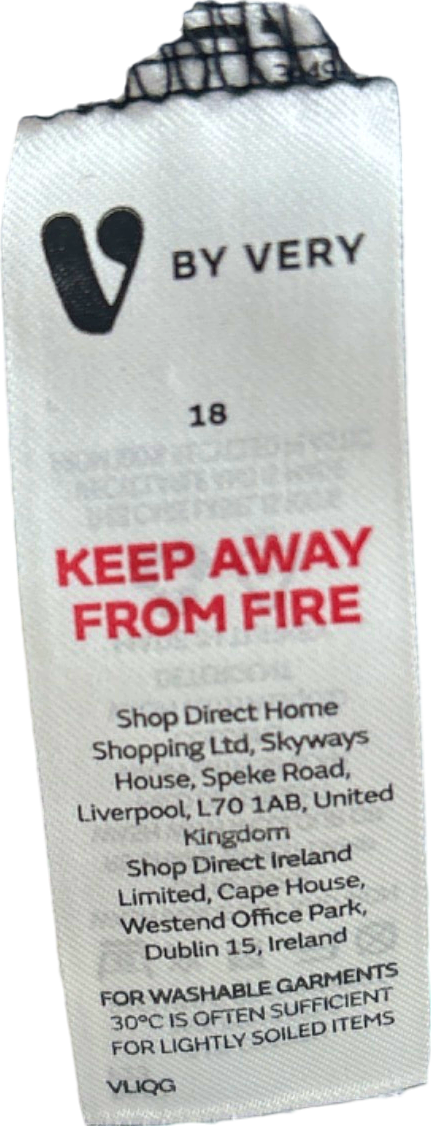 V BY VERY
18
KEEP AWAY
FROM FIRE
Shop Direct Home
Shopping Ltd, Skyways
House, Speke Road,
Liverpool, L70 1AB, United
Kingdom
Shop Direct Ireland
Limited, Cape House,
Westend Office Park,
Dublin 15, Ireland
FOR WASHABLE GARMENTS
30°C IS OFTEN SUFFICIENT
FOR LIGHTLY SOILED ITEMS
VLIQG